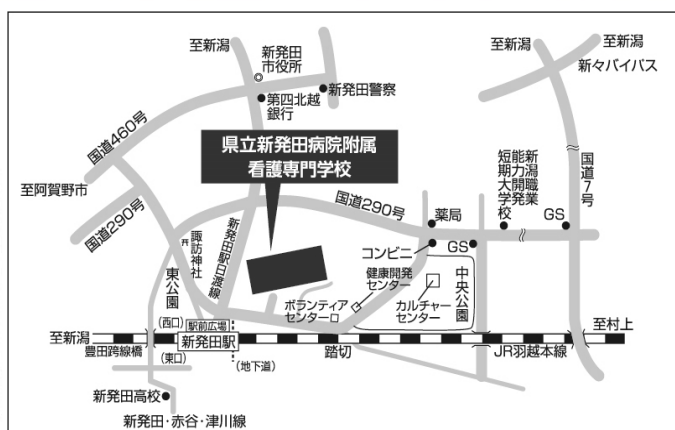 至新潟
新発田
市役所
第四北越
銀行
新発田警察
至新潟
至新潟
新々バイパス
国道460号
県立新発田病院附属
看護専門学校
至阿賀野市
国道290号
諏訪神社
東公園
新発田駅日渡線
国道290号
薬局
コンビニ
GS
新潟職業
能力開発
短期大学校
GS
国道7号
健康開発
センター
ボランティア
センター
カルチャー
センター
中央公園
至新潟
(西口)
駅前広場
新発田駅
豊田跨線橋
(東口)
(地下道)
踏切
JR羽越本線
至村上
新発田高校
新発田・赤谷・津川線